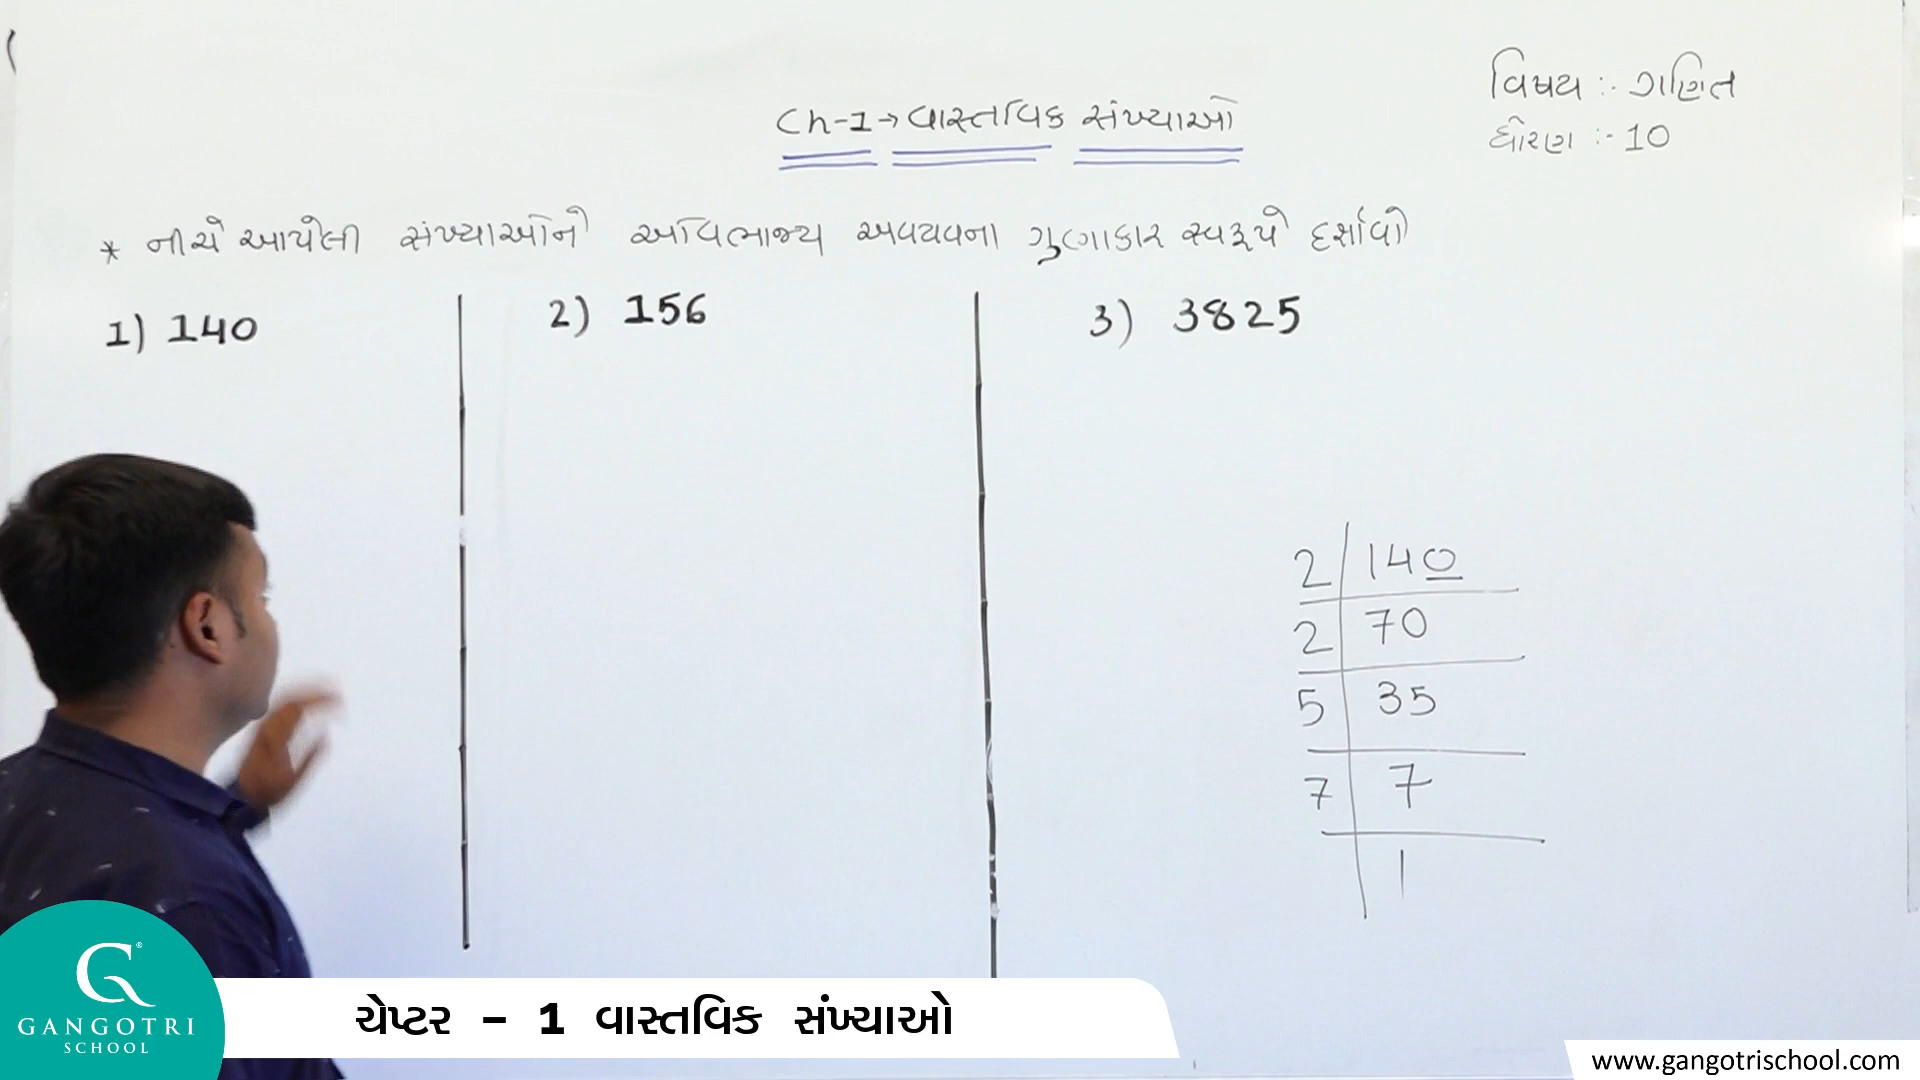 વિષય :- ગણિત
ધોરણ :- 10
Ch-1→ વાસ્તવિક સંખ્યાઓ
* નીચે આપેલી સંખ્યાઓને અવિભાજ્ય અવયવના ગુણાકાર સ્વરૂપે દર્શાવો
1) 140
2) 156
3) 3825
2 140
2 70
5 35
7 7
1
GANGOTRI
SCHOOL
ચેપ્ટર – 1 વાસ્તવિક સંખ્યાઓ
www.gangotrischool.com